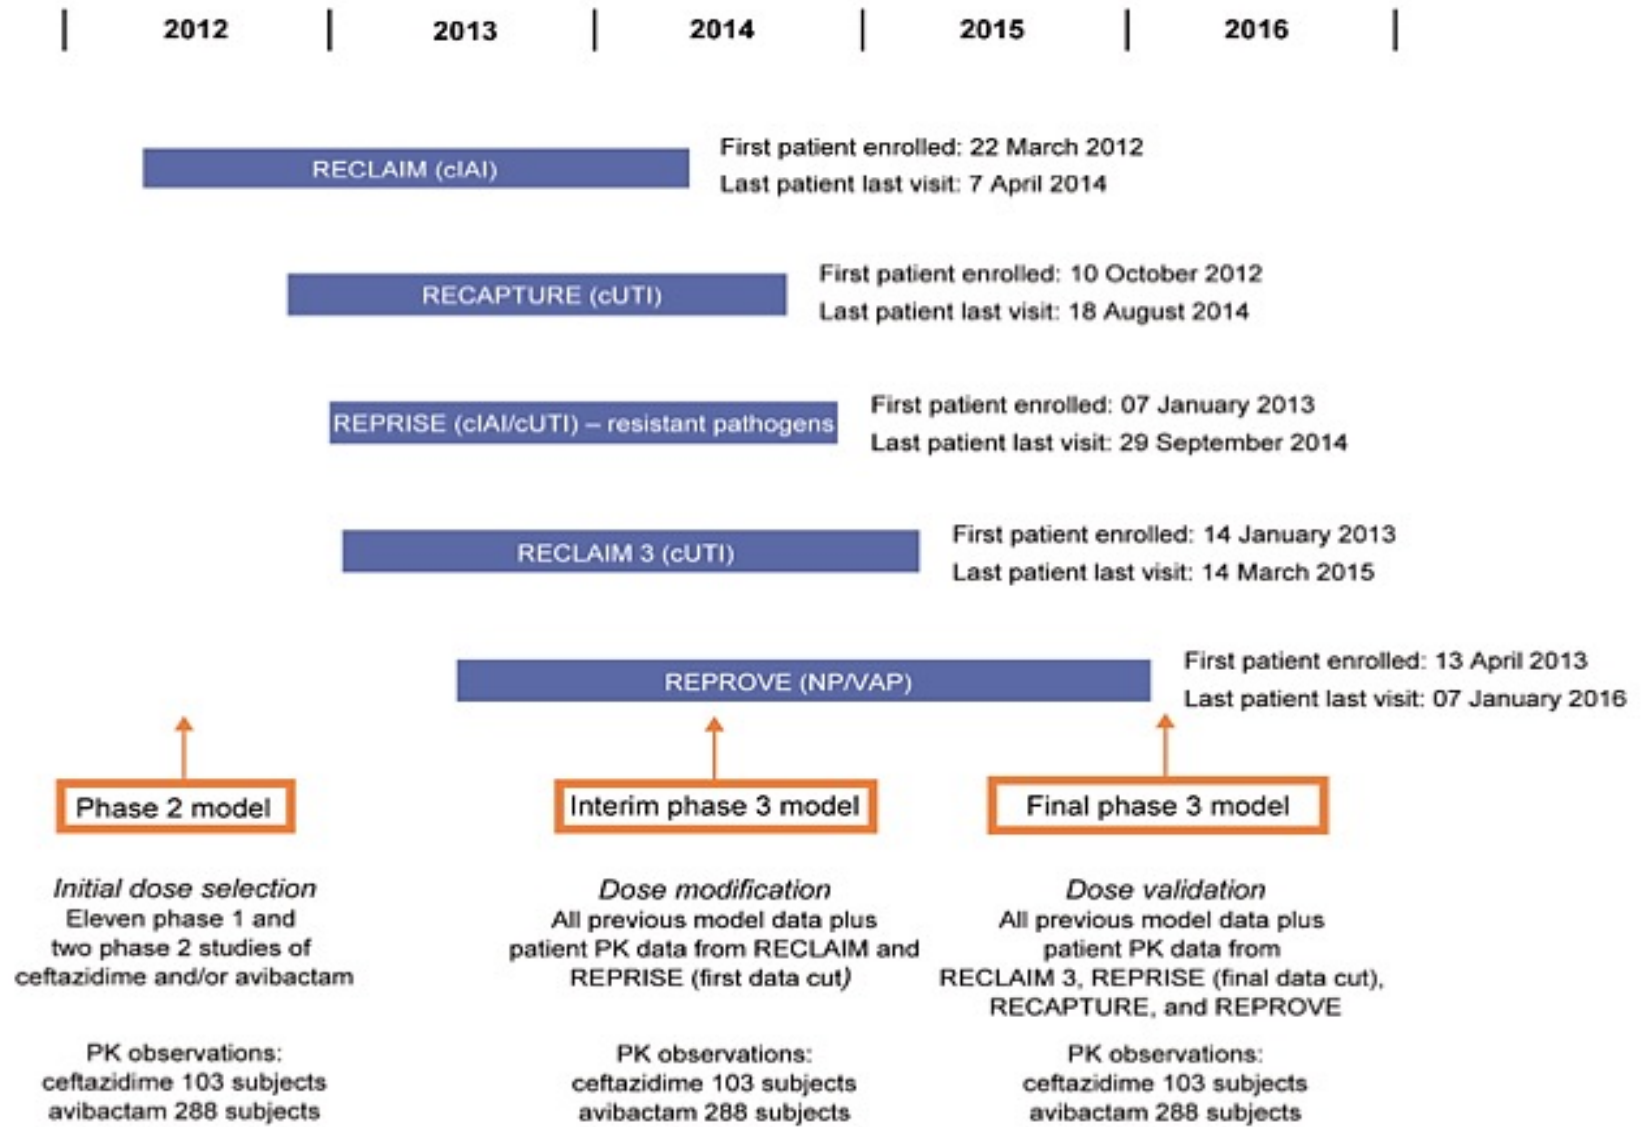 2012 2013 2014 2015 2016
RECLAIM (cIAI)
First patient enrolled: 22 March 2012
Last patient last visit: 7 April 2014
RECAPTURE (cUTI)
First patient enrolled: 10 October 2012
Last patient last visit: 18 August 2014
REPRISE (cIAI/cUTI) – resistant pathogens
First patient enrolled: 07 January 2013
Last patient last visit: 29 September 2014
RECLAIM 3 (cUTI)
First patient enrolled: 14 January 2013
Last patient last visit: 14 March 2015
REPROVE (NP/VAP)
First patient enrolled: 13 April 2013
Last patient last visit: 07 January 2016
Phase 2 model
Initial dose selection
Eleven phase 1 and
two phase 2 studies of
ceftazidime and/or avibactam
PK observations:
ceftazidime 103 subjects
avibactam 288 subjects
Interim phase 3 model
Dose modification
All previous model data plus
patient PK data from RECLAIM and
REPRISE (first data cut)
PK observations:
ceftazidime 103 subjects
avibactam 288 subjects
Final phase 3 model
Dose validation
All previous model data plus
patient PK data from
RECLAIM 3, REPRISE (final data cut),
RECAPTURE, and REPROVE
PK observations:
ceftazidime 103 subjects
avibactam 288 subjects